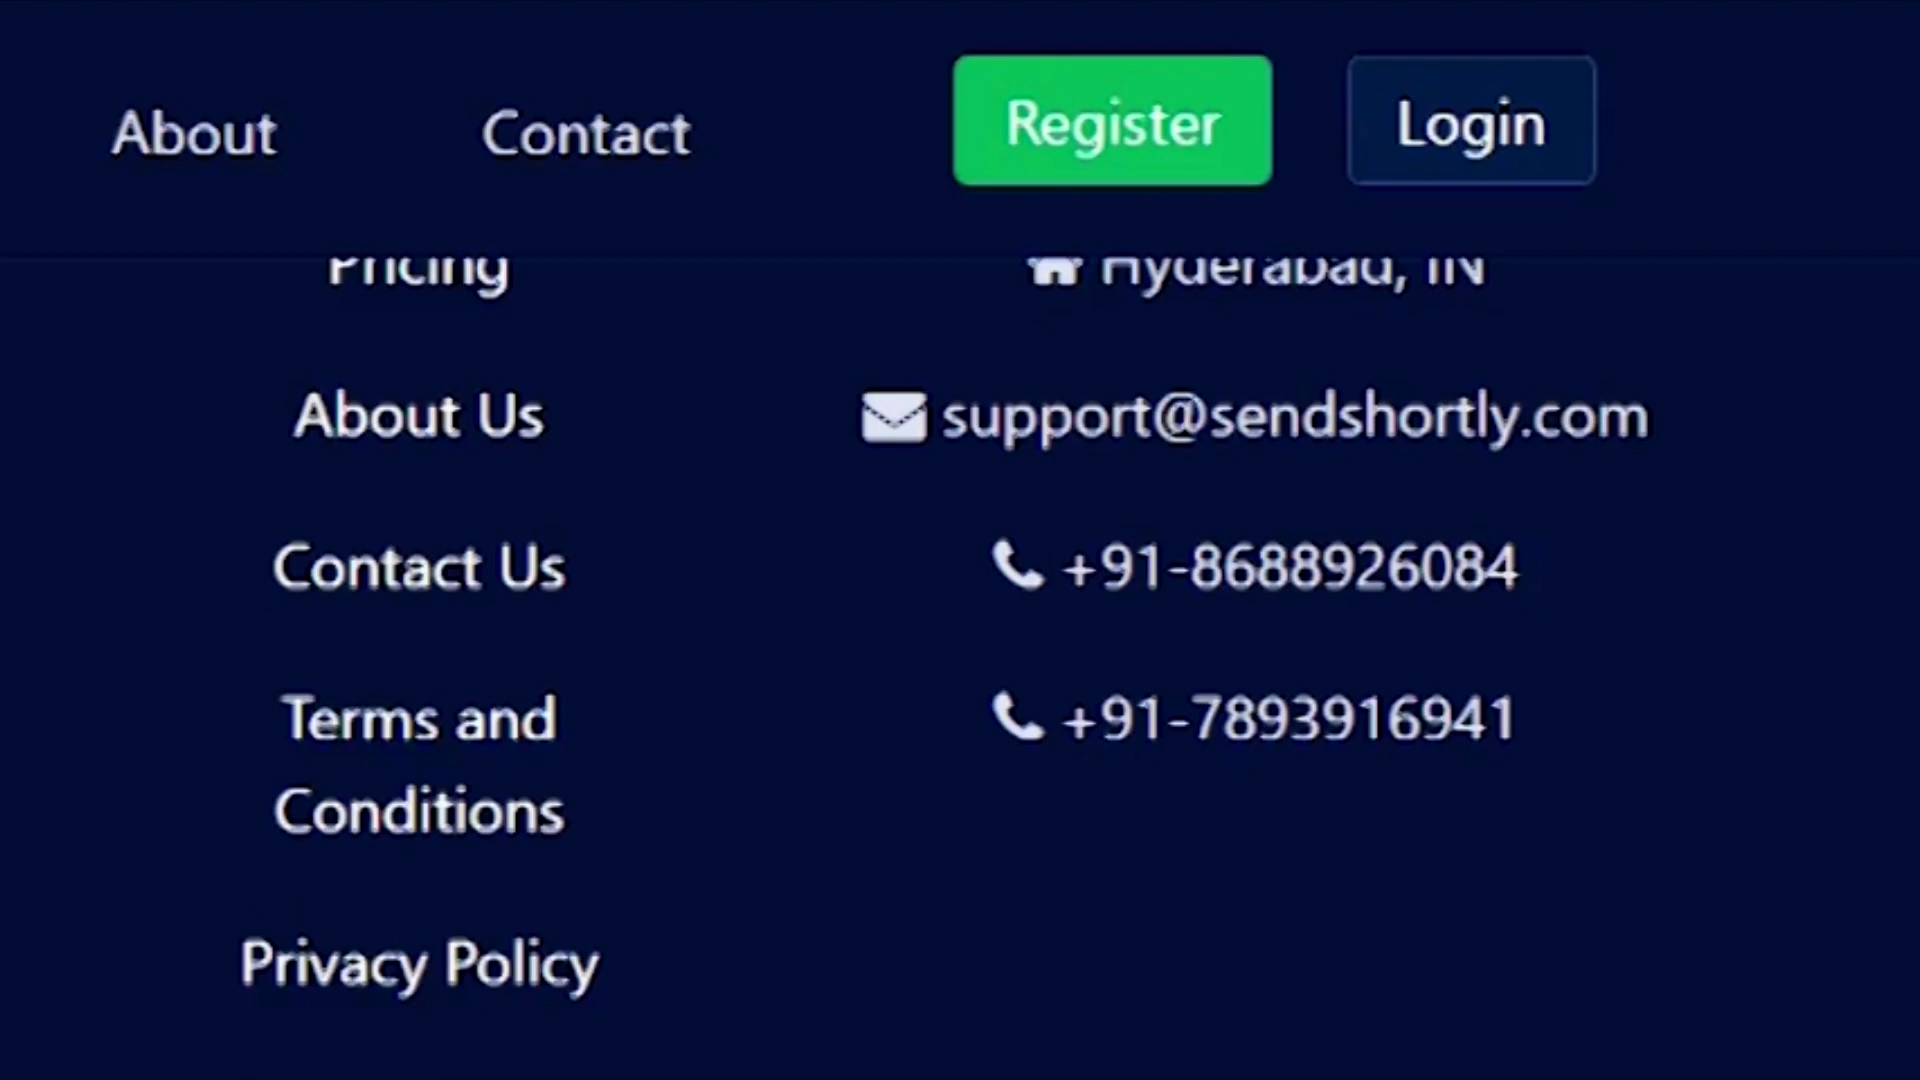 About Contact Register Login
Pricing
Hyderabad, IN
About Us
support@sendshortly.com
Contact Us
+91-8688926084
Terms and
Conditions
+91-7893916941
Privacy Policy